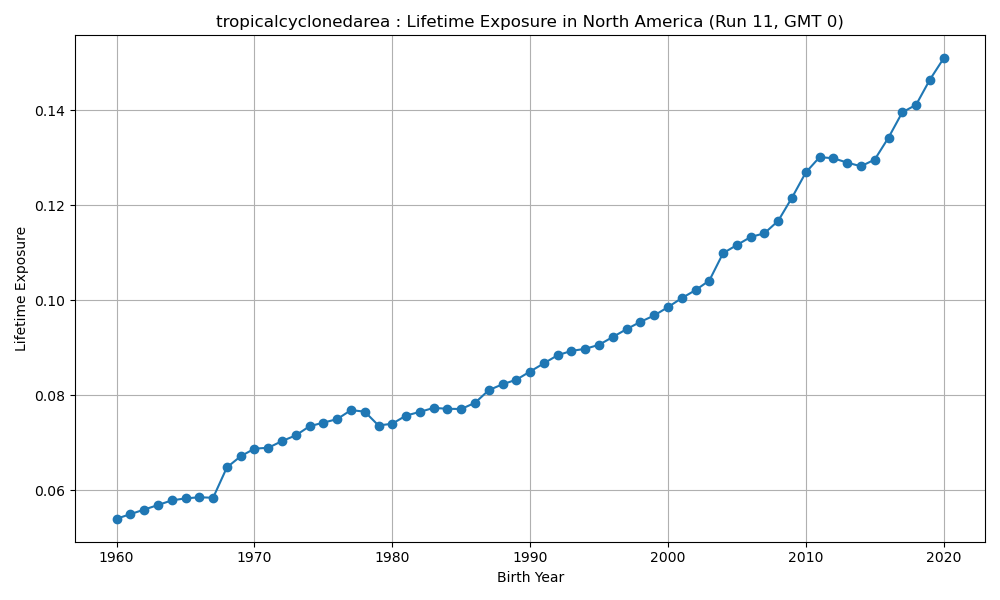 tropicalcyclonedarea : Lifetime Exposure in North America (Run 11, GMT 0)
0.14
0.12
0.10
0.08
0.06
Lifetime Exposure
1960 1970 1980 1990 2000 2010 2020
Birth Year